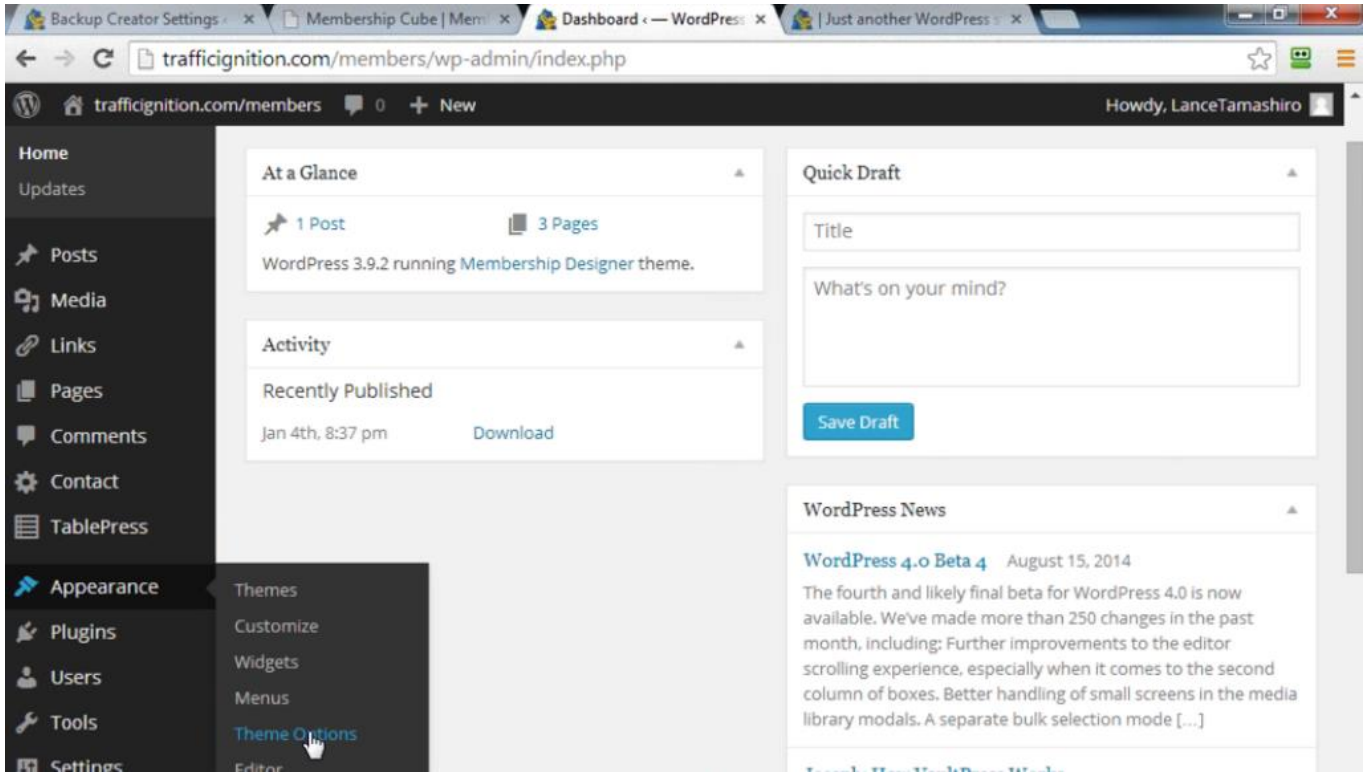 Backup Creator Settings ‹
Membership Cube | Mem
Dashboard ‹ — WordPress
| Just another WordPress s
trafficignition.com/members/wp-admin/index.php
trafficignition.com/members 0 + New
Howdy, LanceTamashiro
Home
Updates
Posts
Media
Links
Pages
Comments
Contact
TablePress
Appearance
Plugins
Users
Tools
Settings
Themes
Customize
Widgets
Menus
Theme Options
Editor
At a Glance
1 Post
3 Pages
WordPress 3.9.2 running Membership Designer theme.
Activity
Recently Published
Jan 4th, 8:37 pm Download
Quick Draft
Title
What's on your mind?
Save Draft
WordPress News
WordPress 4.0 Beta 4 August 15, 2014
The fourth and likely final beta for WordPress 4.0 is now
available. We've made more than 250 changes in the past
month, including: Further improvements to the editor
scrolling experience, especially when it comes to the second
column of boxes. Better handling of small screens in the media
library modals. A separate bulk selection mode […]
Joseph: How VaultPress Works